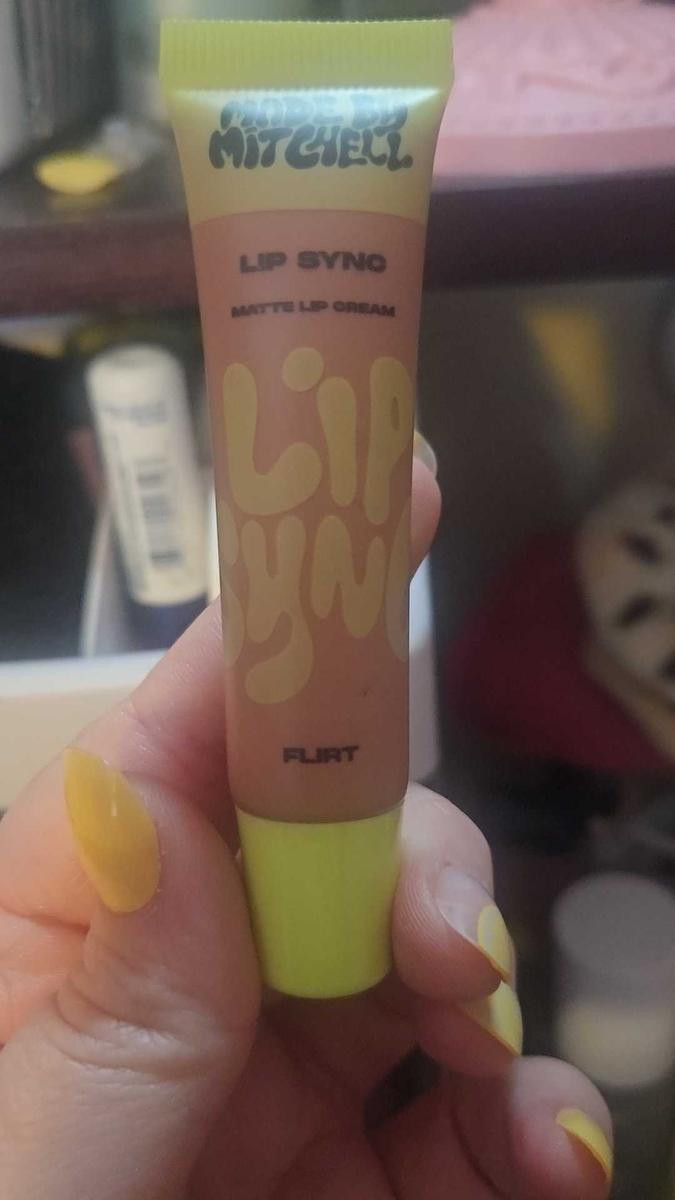 MADE BY
MITCHELL
LIP SYNC
MATTE LIP CREAM
LIP
SYNC
FLIRT